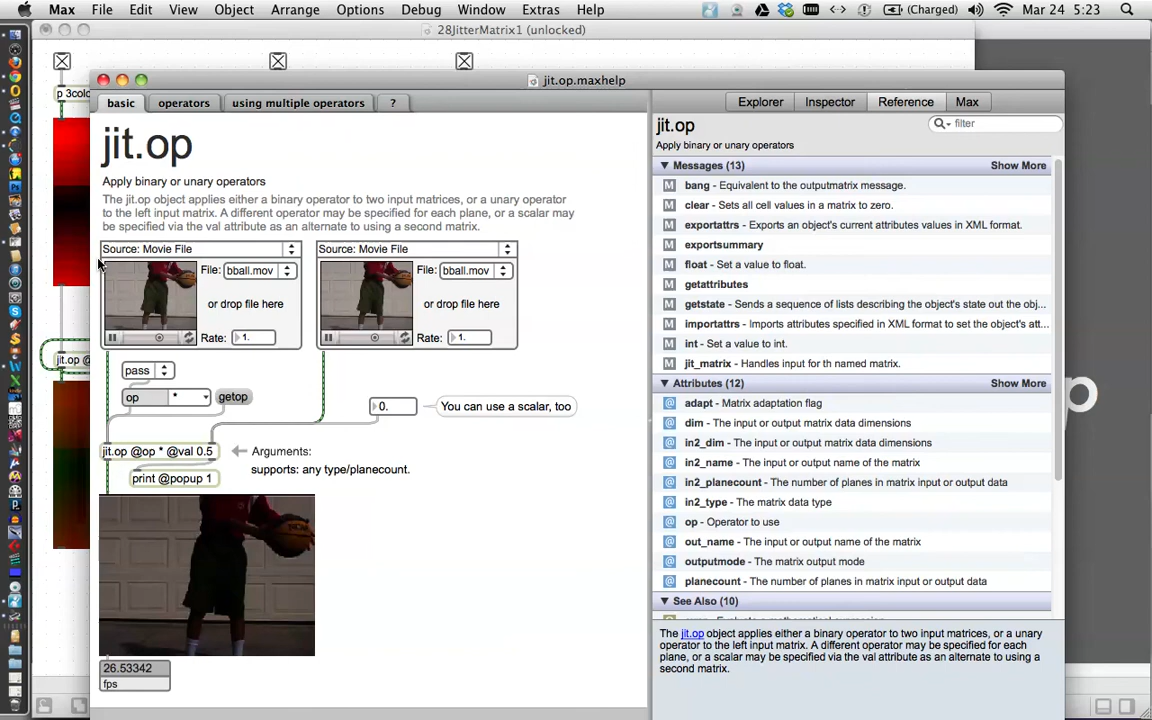 Max File Edit View Object Arrange Options Debug Window Extras Help (Charged) Mar 24 5:23
28JitterMatrix1 (unlocked)
jit.op.maxhelp
basic operators using multiple operators ?
Explorer Inspector Reference Max
p 3colo
jit.op
Apply binary or unary operators
The jit.op object applies either a binary operator to two input matrices, or a unary operator
to the left input matrix. A different operator may be specified for each plane, or a scalar may
be specified via the val attribute as an alternate to using a second matrix.
Source: Movie File
Source: Movie File
File: bball.mov
or drop file here
Rate: 1.
File: bball.mov
or drop file here
Rate: 1.
pass
op * getop
0. You can use a scalar, too
jit.op @
jit.op @op * @val 0.5 Arguments:
supports: any type/planecount.
print @popup 1
26.53342
fps
jit.op
filter
Apply binary or unary operators
Messages (13) Show More
M bang - Equivalent to the outputmatrix message.
M clear - Sets all cell values in a matrix to zero.
M exportattrs - Exports an object's current attributes values in XML format.
M exportsummary
M float - Set a value to float.
M getattributes
M getstate - Sends a sequence of lists describing the object's state out the obj...
M importattrs - Imports attributes specified in XML format to set the object's att...
M int - Set a value to int.
M jit_matrix - Handles input for th named matrix.
Attributes (12) Show More
@ adapt - Matrix adaptation flag
@ dim - The input or output matrix data dimensions
@ in2_dim - The input or output matrix data dimensions
@ in2_name - The input or output name of the matrix
@ in2_planecount - The number of planes in matrix input or output data
@ in2_type - The matrix data type
@ op - Operator to use
@ out_name - The input or output name of the matrix
@ outputmode - The matrix output mode
@ planecount - The number of planes in matrix input or output data
See Also (10)
The jit.op object applies either a binary operator to two input matrices, or a unary
operator to the left input matrix. A different operator may be specified for each
plane, or a scalar may be specified via the val attribute as an alternate to using a
second matrix.
p